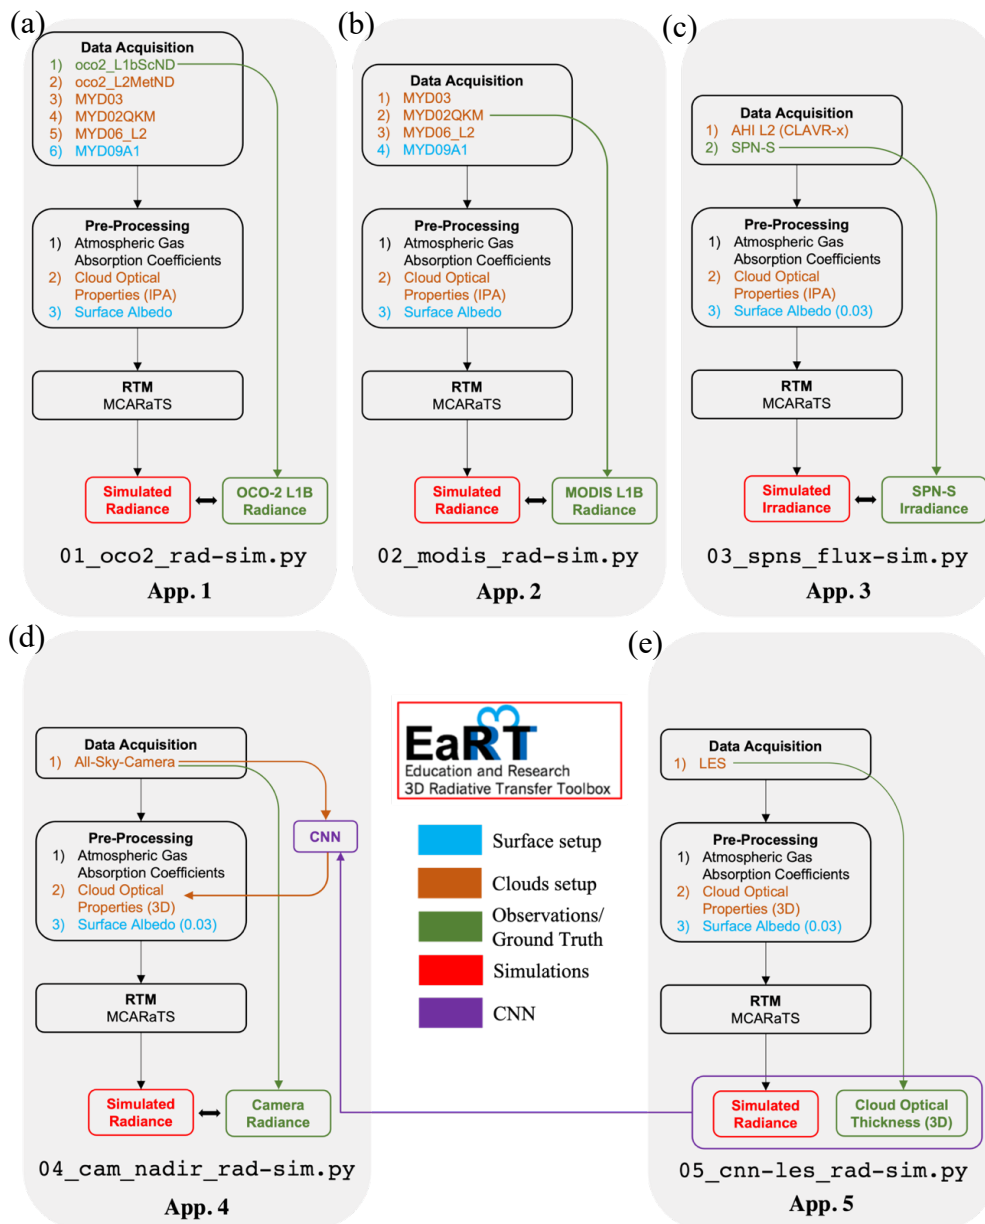 (a)
Data Acquisition
1) oco2_L1bScND
2) oco2_L2MetND
3) MYD03
4) MYD02QKM
5) MYD06_L2
6) MYD09A1
Pre-Processing
1) Atmospheric Gas
Absorption Coefficients
2) Cloud Optical
Properties (IPA)
3) Surface Albedo
RTM
MCARaTS
Simulated
Radiance
OCO-2 L1B
Radiance
01_oco2_rad-sim.py
App. 1
(b)
Data Acquisition
1) MYD03
2) MYD02QKM
3) MYD06_L2
4) MYD09A1
Pre-Processing
1) Atmospheric Gas
Absorption Coefficients
2) Cloud Optical
Properties (IPA)
3) Surface Albedo
RTM
MCARaTS
Simulated
Radiance
MODIS L1B
Radiance
02_modis_rad-sim.py
App. 2
(c)
Data Acquisition
1) AHI L2 (CLAVR-x)
2) SPN-S
Pre-Processing
1) Atmospheric Gas
Absorption Coefficients
2) Cloud Optical
Properties (IPA)
3) Surface Albedo (0.03)
RTM
MCARaTS
Simulated
Irradiance
SPN-S
Irradiance
03_spns_flux-sim.py
App. 3
(d)
Data Acquisition
1) All-Sky-Camera
CNN
Pre-Processing
1) Atmospheric Gas
Absorption Coefficients
2) Cloud Optical
Properties (3D)
3) Surface Albedo (0.03)
RTM
MCARaTS
Simulated
Radiance
Camera
Radiance
04_cam_nadir_rad-sim.py
App. 4
EaR3T
Education and Research
3D Radiative Transfer Toolbox
Surface setup
Clouds setup
Observations/
Ground Truth
Simulations
CNN
(e)
Data Acquisition
1) LES
Pre-Processing
1) Atmospheric Gas
Absorption Coefficients
2) Cloud Optical
Properties (3D)
3) Surface Albedo (0.03)
RTM
MCARaTS
Simulated
Radiance
Cloud Optical
Thickness (3D)
05_cnn-les_rad-sim.py
App. 5